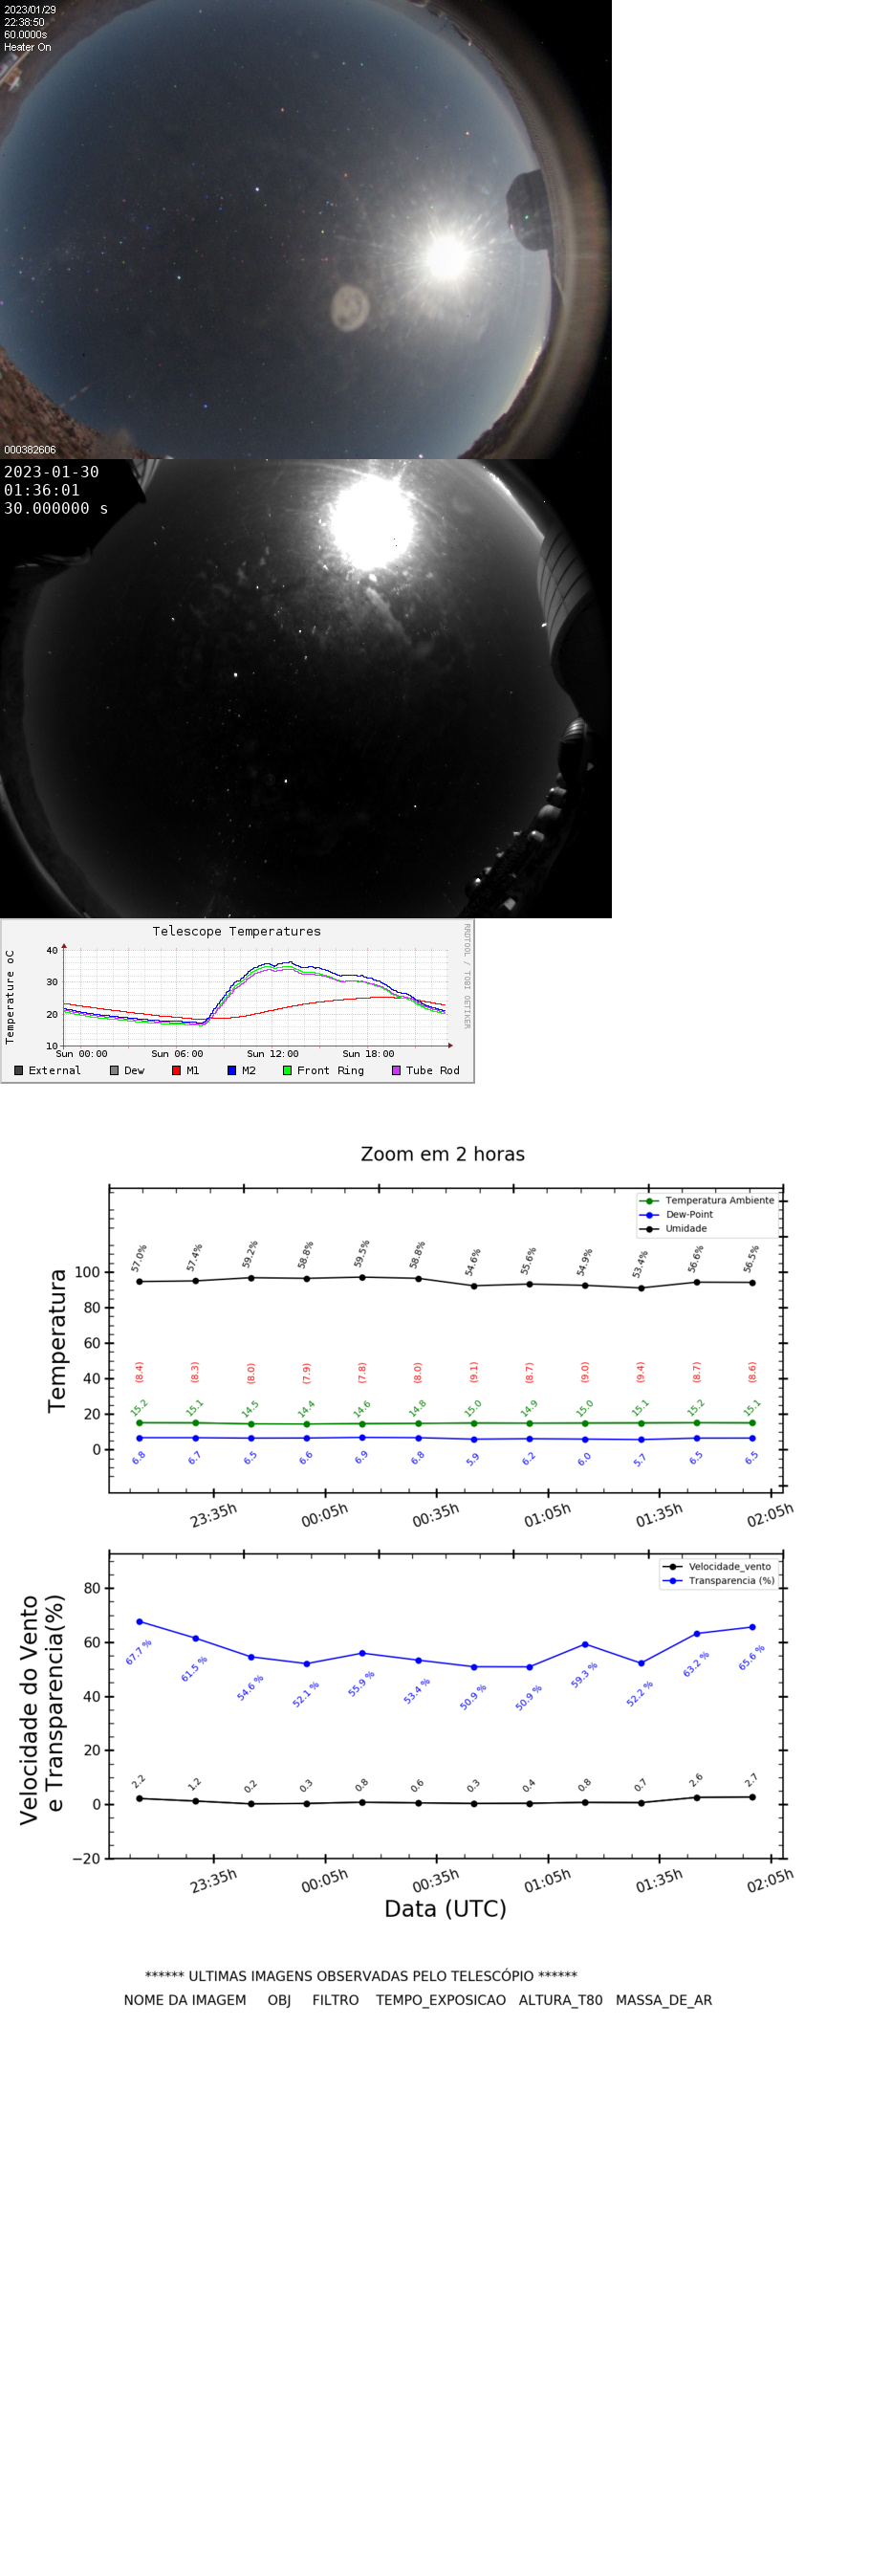 2023/01/29
22:38:50
60.0000s
Heater On
000382606
2023-01-30
01:36:01
30.000000 s
Telescope Temperatures
RRDTOOL / TOBI OETIKER
Temperature oC
40
30
20
10
Sun 00:00 Sun 06:00 Sun 12:00 Sun 18:00
External Dew M1 M2 Front Ring Tube Rod
Zoom em 2 horas
Temperatura Ambiente
Dew-Point
Umidade
57.0% 57.4% 59.2% 58.8% 59.5% 58.8% 54.6% 55.6% 54.9% 53.4% 56.6% 56.5%
Temperatura
100
80
60
40
20
0
(8.4) (8.3) (8.0) (7.9) (7.8) (8.0) (9.1) (8.7) (9.0) (9.4) (8.7) (8.6)
15.2 15.1 14.5 14.4 14.6 14.8 15.0 14.9 15.0 15.1 15.2 15.1
6.8 6.7 6.5 6.6 6.9 6.8 5.9 6.2 6.0 5.7 6.5 6.5
23:35h 00:05h 00:35h 01:05h 01:35h 02:05h
Velocidade_vento
Transparencia (%)
Velocidade do Vento
e Transparencia(%)
80
60
40
20
0
−20
67.7 % 61.5 % 54.6 % 52.1 % 55.9 % 53.4 % 50.9 % 50.9 % 59.3 % 52.2 % 63.2 % 65.6 %
2.2 1.2 0.2 0.3 0.8 0.6 0.3 0.4 0.8 0.7 2.6 2.7
23:35h 00:05h 00:35h 01:05h 01:35h 02:05h
Data (UTC)
****** ULTIMAS IMAGENS OBSERVADAS PELO TELESCÓPIO ******
NOME DA IMAGEM OBJ FILTRO TEMPO_EXPOSICAO ALTURA_T80 MASSA_DE_AR